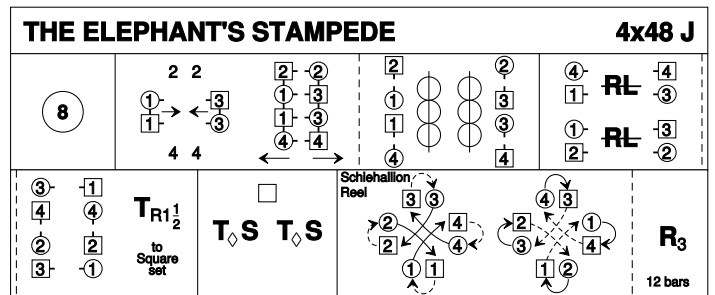 THE ELEPHANT'S STAMPEDE 4x48 J
8
2 2
1 3
1 3
4 4
2 2
1 3
1 3
4 4
2 2
1 3
1 3
4 4
4 RL 4
1 3
1 RL 3
2 2
3 1
4 4
2 2
3 1
TR1½
to
Square
set
T◊S T◊S
Schiehallion
Reel
3 3
2 4
2 4
1 1
4 3
2 1
3 4
1 2
R3
12 bars